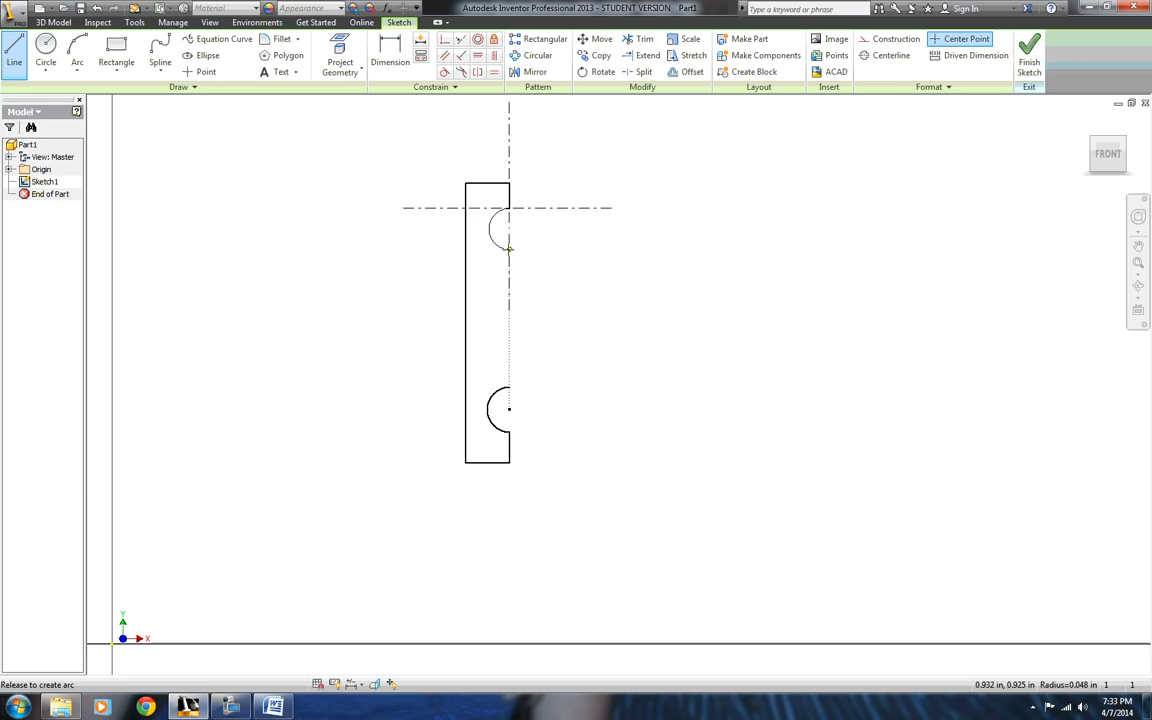 PRO
Material
Appearance
Autodesk Inventor Professional 2013 - STUDENT VERSION Part1
Type a keyword or phrase
Sign In
3D Model Inspect Tools Manage View Environments Get Started Online Sketch
Line
Circle
Arc
Rectangle
Spline
Equation Curve
Ellipse
Point
Fillet
Polygon
Text
Project
Geometry
Dimension
Rectangular
Circular
Mirror
Move
Copy
Rotate
Trim
Extend
Split
Scale
Stretch
Offset
Make Part
Make Components
Create Block
Image
Points
ACAD
Construction
Centerline
Center Point
Driven Dimension
Finish
Sketch
Draw Constrain Pattern Modify Layout Insert Format Exit
Model
Part1
View: Master
Origin
Sketch1
End of Part
FRONT
Y
X
Release to create arc
0.932 in, 0.925 in Radius=0.048 in 1 1
7:33 PM
4/7/2014